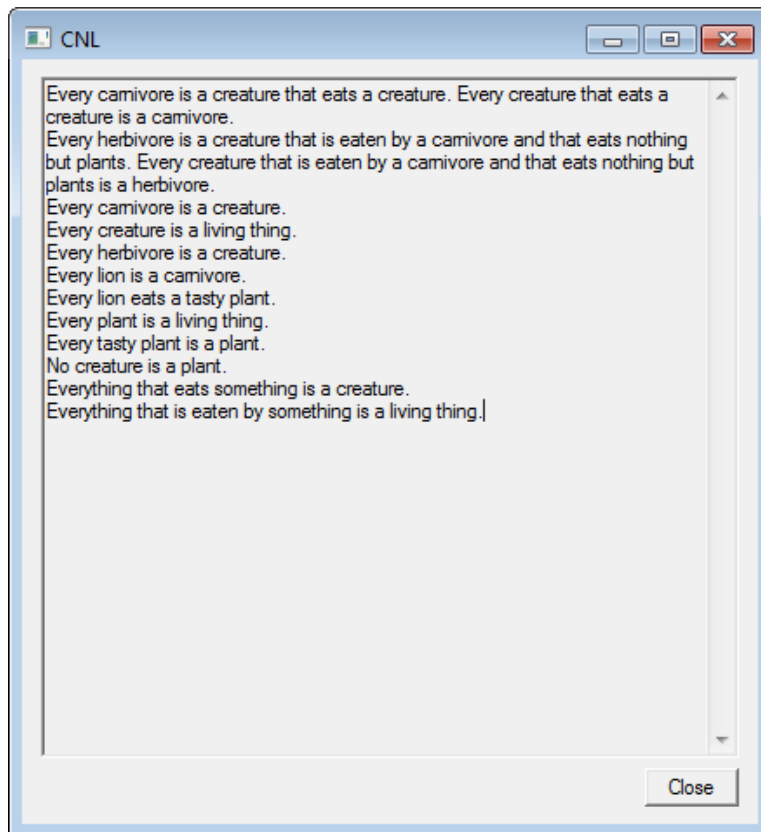 CNL
Every carnivore is a creature that eats a creature. Every creature that eats a
creature is a carnivore.
Every herbivore is a creature that is eaten by a carnivore and that eats nothing
but plants. Every creature that is eaten by a carnivore and that eats nothing but
plants is a herbivore.
Every carnivore is a creature.
Every creature is a living thing.
Every herbivore is a creature.
Every lion is a carnivore.
Every lion eats a tasty plant.
Every plant is a living thing.
Every tasty plant is a plant.
No creature is a plant.
Everything that eats something is a creature.
Everything that is eaten by something is a living thing.
Close